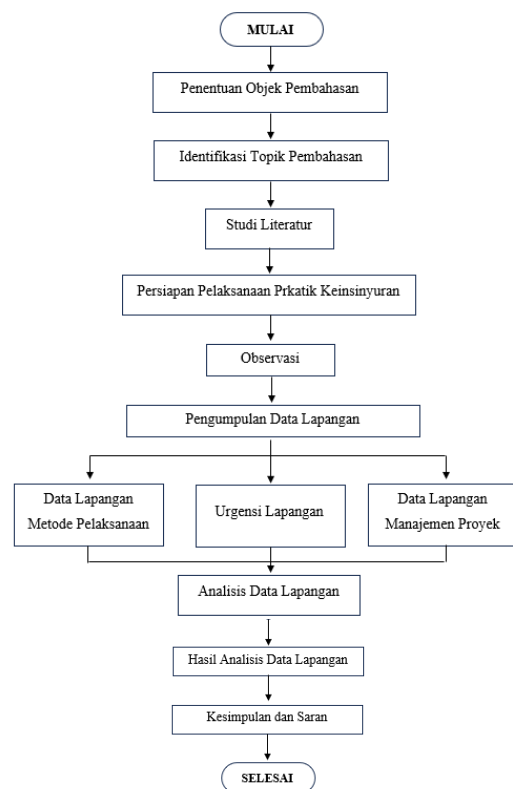 MULAI
Penentuan Objek Pembahasan
Identifikasi Topik Pembahasan
Studi Literatur
Persiapan Pelaksanaan Prkatik Keinsinyuran
Observasi
Pengumpulan Data Lapangan
Data Lapangan
Metode Pelaksanaan
Urgensi Lapangan
Data Lapangan
Manajemen Proyek
Analisis Data Lapangan
Hasil Analisis Data Lapangan
Kesimpulan dan Saran
SELESAI